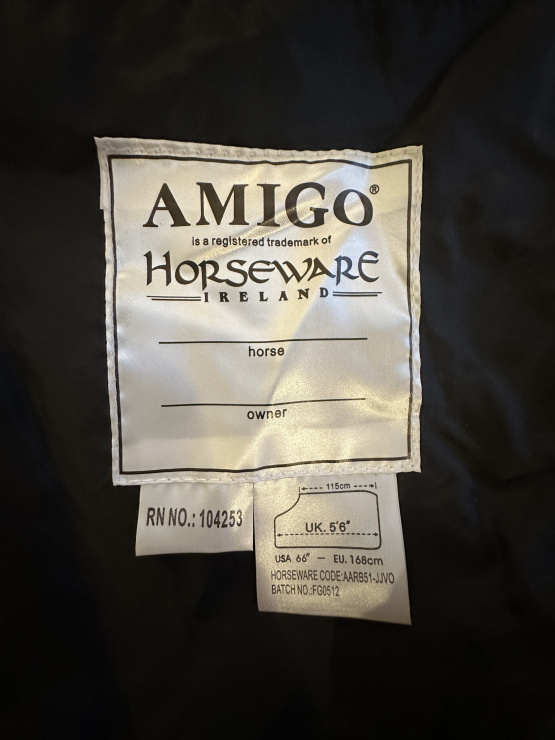 AMIGO®
is a registered trademark of
HORSEWARE
IRELAND
horse
owner
RN NO.: 104253
115cm
UK. 5'6"
USA 66" - EU. 168cm
HORSEWARE CODE:AARB51-JJVO
BATCH NO.:FG0512